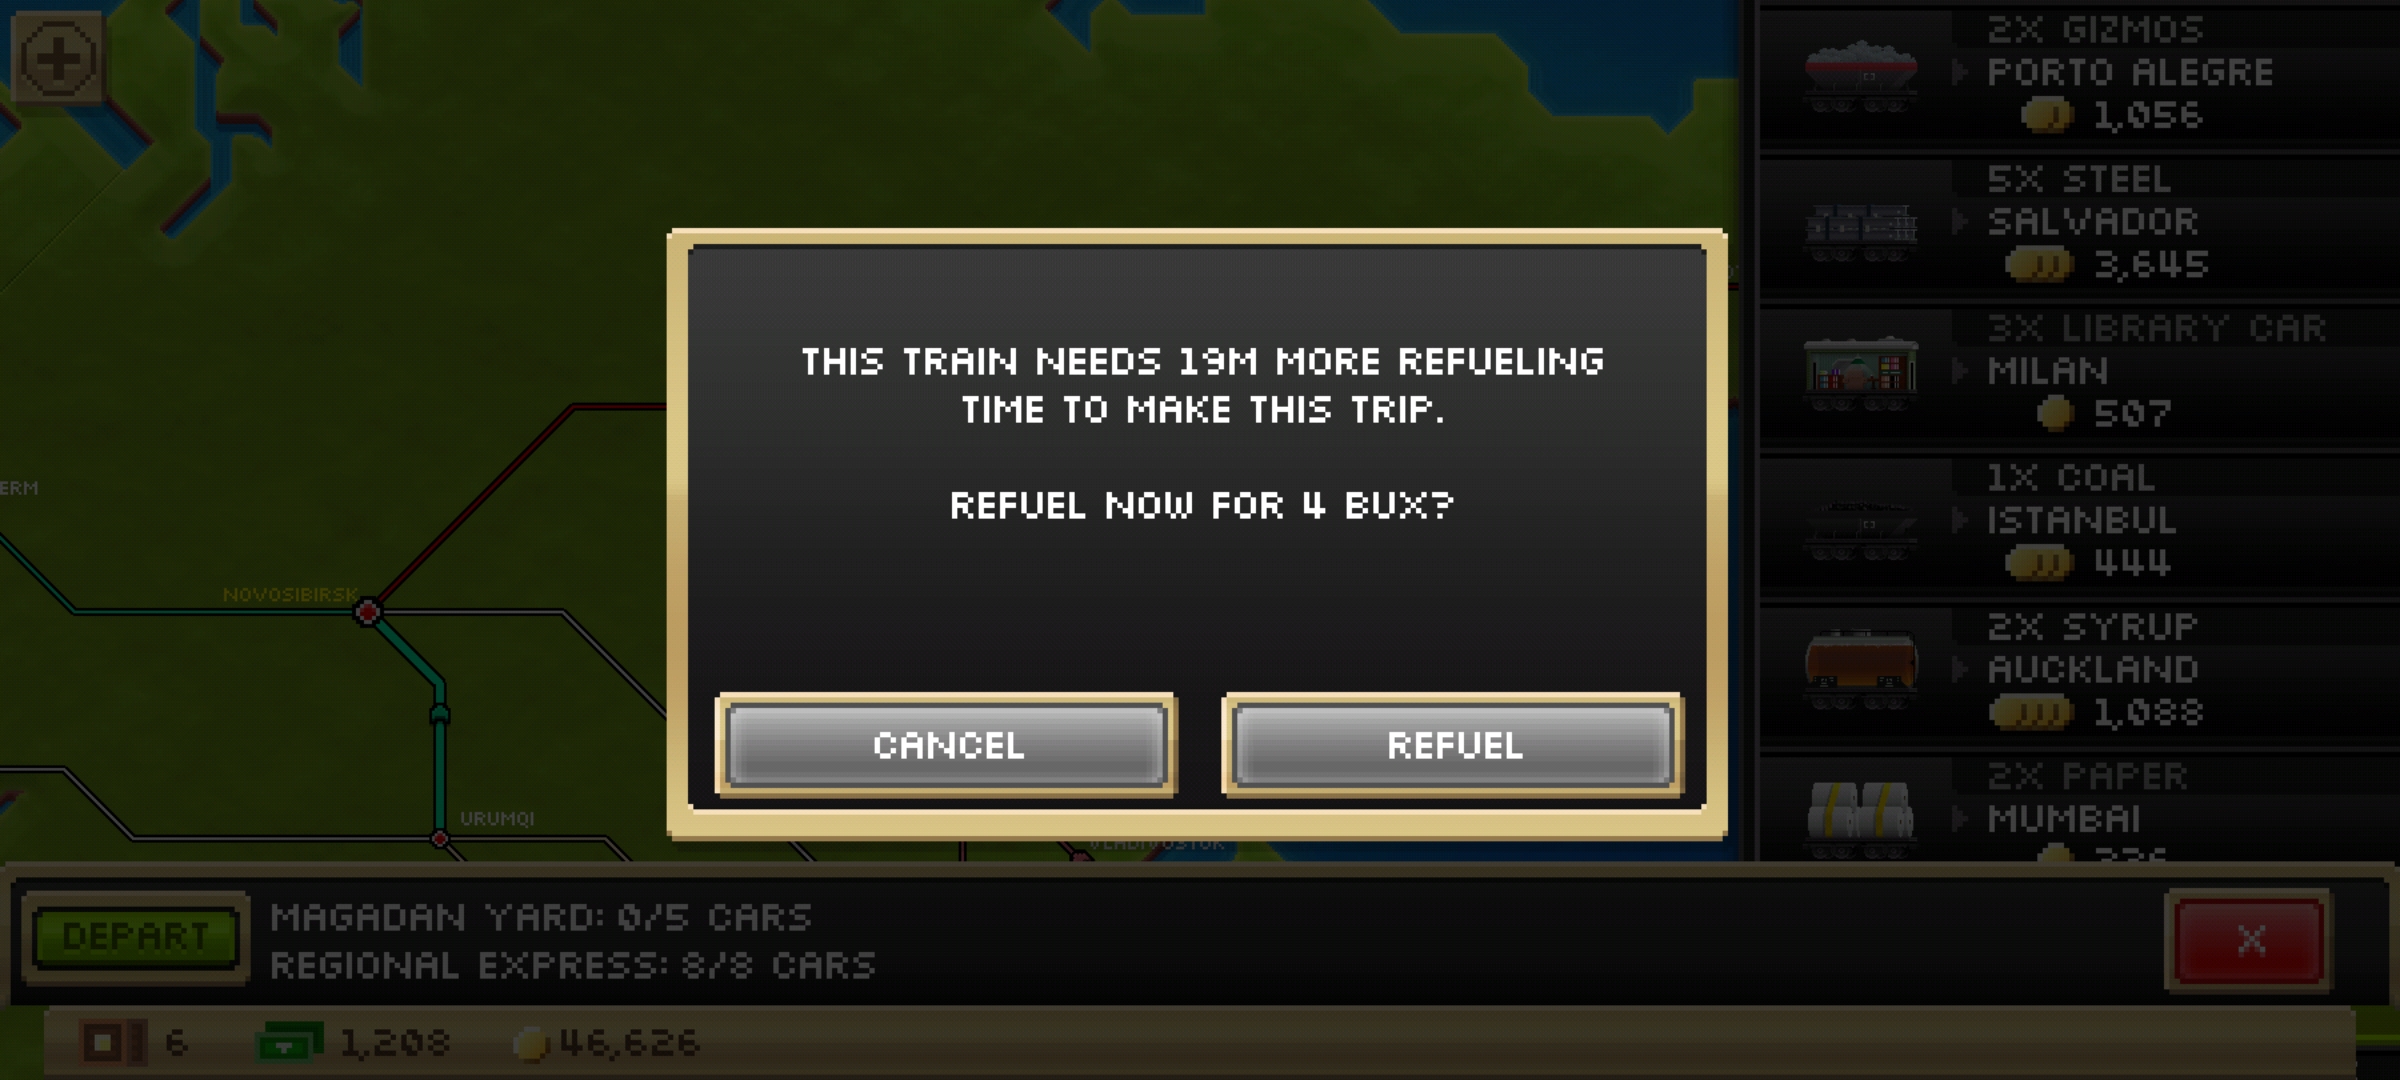 2X GIZMOS
PORTO ALEGRE
1,056
5X STEEL
SALVADOR
3,645
3X LIBRARY CAR
MILAN
507
1X COAL
ISTANBUL
444
2X SYRUP
AUCKLAND
1,088
2X PAPER
MUMBAI
THIS TRAIN NEEDS 19M MORE REFUELING
TIME TO MAKE THIS TRIP.
REFUEL NOW FOR 4 BUX?
CANCEL
REFUEL
ERM
NOVOSIBIRSK
URUMQI
VLADIVOSTOK
DEPART
MAGADAN YARD: 0/5 CARS
REGIONAL EXPRESS: 8/8 CARS
X
6
1,208
46,626